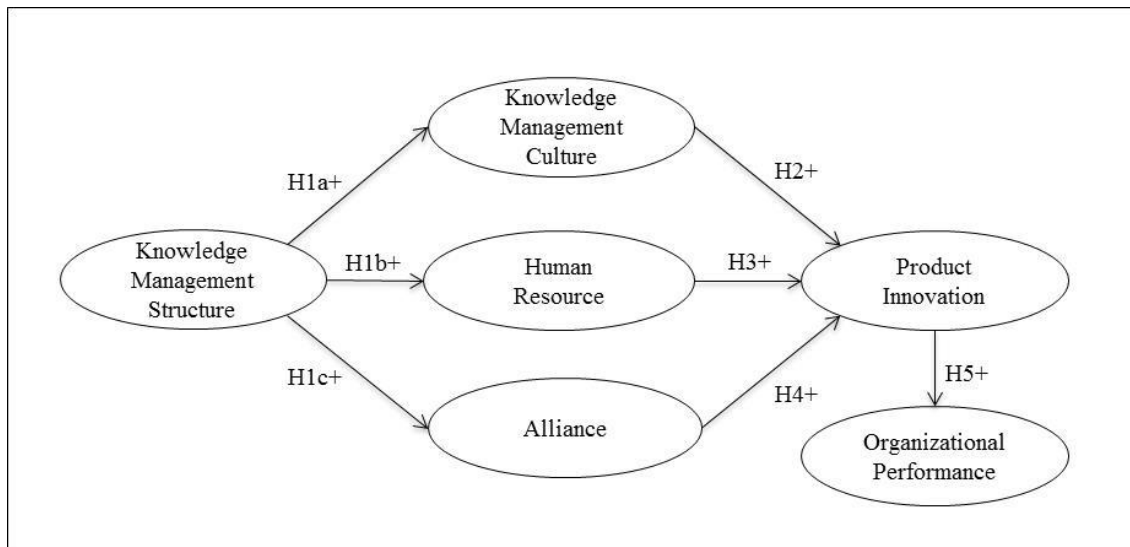 Knowledge
Management
Culture
H1a+
H2+
Knowledge
Management
Structure
H1b+
Human
Resource
H3+
Product
Innovation
H1c+
Alliance
H4+
H5+
Organizational
Performance